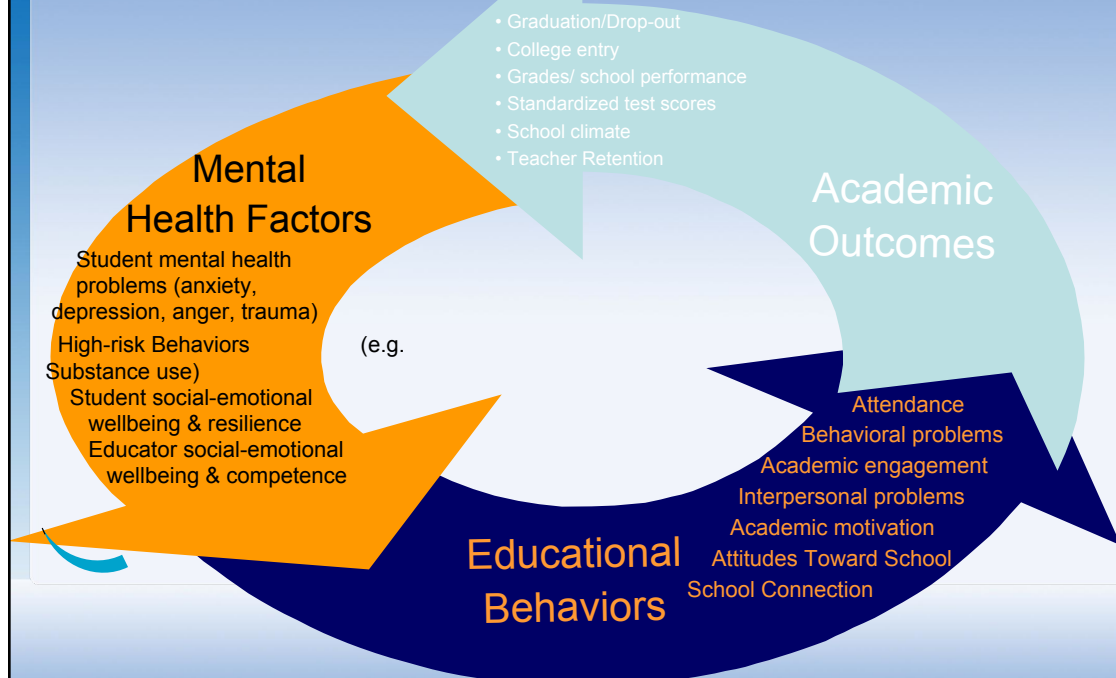 • Graduation/Drop-out
• College entry
• Grades/ school performance
• Standardized test scores
• School climate
• Teacher Retention
Academic
Outcomes
Mental
Health Factors
Student mental health
problems (anxiety,
depression, anger, trauma)
High-risk Behaviors (e.g.
Substance use)
Student social-emotional
wellbeing & resilience
Educator social-emotional
wellbeing & competence
Educational
Behaviors
Attendance
Behavioral problems
Academic engagement
Interpersonal problems
Academic motivation
Attitudes Toward School
School Connection